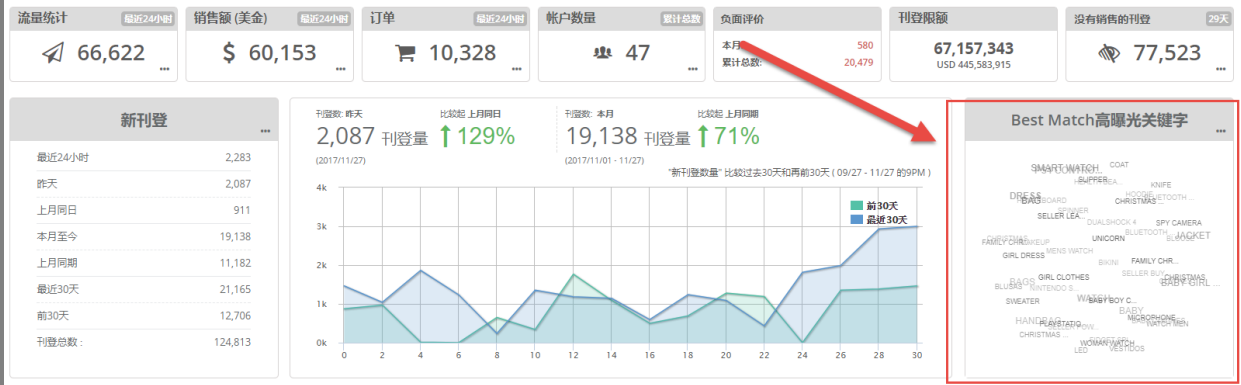 流量统计 最近24小时
66,622
销售额 (美金) 最近24小时
$ 60,153
订单 最近24小时
10,328
帐户数量 累计总数
47
负面评价
本月 580
累计总数: 20,479
刊登限额
67,157,343
USD 445,583,915
没有销售的刊登 29天
77,523
新刊登
最近24小时 2,283
昨天 2,087
上月同日 911
本月至今 19,138
上月同期 11,182
最近30天 21,165
前30天 12,706
刊登总数 : 124,813
刊登数: 昨天 比较起 上月同日
2,087 刊登量 129%
(2017/11/27)
刊登数: 本月 比较起 上月同期
19,138 刊登量 71%
(2017/11/01 - 11/27)
"新刊登数量" 比较过去30天和再前30天 ( 09/27 - 11/27 的9PM )
前30天
最近30天
4k
3k
2k
1k
0k
0 2 4 6 8 10 12 14 16 18 20 22 24 26 28 30
Best Match高曝光关键字
SMART WATCH
COAT
SLIPPER
KNIFE
DRESS
BAG
HOODIE
BLUETOOTH ...
CHRISTMAS ...
SPINNER
SELLER LEA...
DUALSHOCK 4
SPY CAMERA
BLUETOOTH
JACKET
CHRISTMAS
FAMILY CHR
UNICORN
MENS WATCH
GIRL DRESS
BIKINI
FAMILY CHR...
SELLER BUY
GIRL CLOTHES
CHRISTMAS
BAGS
BABY GIRL ...
NINTENDO S...
WATCH
BABY BOY C...
SWEATER
BABY
HANDBAG
PLAYSTATIO
MICROPHONE
WATCH MEN
CHRISTMAS ...
WOMAN WATCH
LED
VESTIDOS